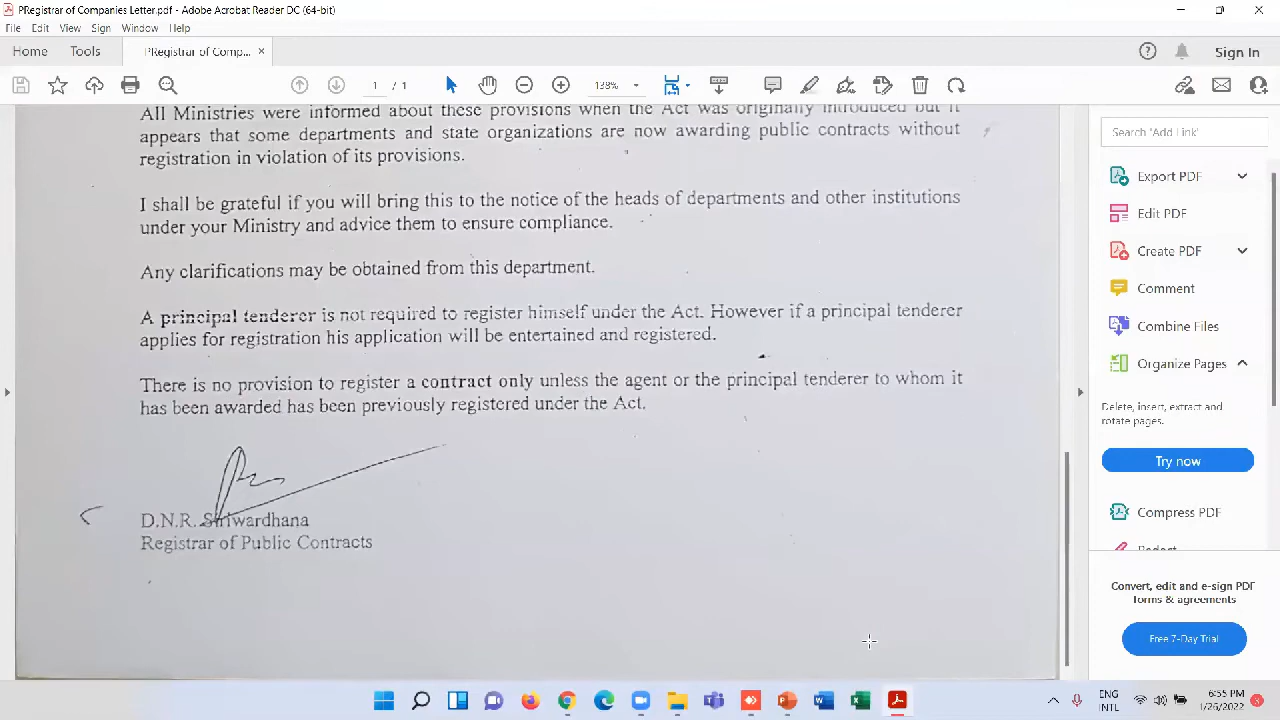 PRegistrar of Companies Letter.pdf - Adobe Acrobat Reader DC (64-bit)
File Edit View Sign Window Help
Home Tools PRegistrar of Comp... × Sign In
1 / 1 138%
All Ministries were informed about these provisions when the Act was originally introduced but it
appears that some departments and state organizations are now awarding public contracts without
registration in violation of its provisions.
I shall be grateful if you will bring this to the notice of the heads of departments and other institutions
under your Ministry and advice them to ensure compliance.
Any clarifications may be obtained from this department.
A principal tenderer is not required to register himself under the Act. However if a principal tenderer
applies for registration his application will be entertained and registered.
There is no provision to register a contract only unless the agent or the principal tenderer to whom it
has been awarded has been previously registered under the Act.
D.N.R. Siriwardhana
Registrar of Public Contracts
Search 'Add Link'
Export PDF
Edit PDF
Create PDF
Comment
Combine Files
Organize Pages
Delete, insert, extract and
rotate pages.
Try now
Compress PDF
Redact
Convert, edit and e-sign PDF
forms & agreements
Free 7-Day Trial
ENG
INTL
6:55 PM
1/26/2022
3